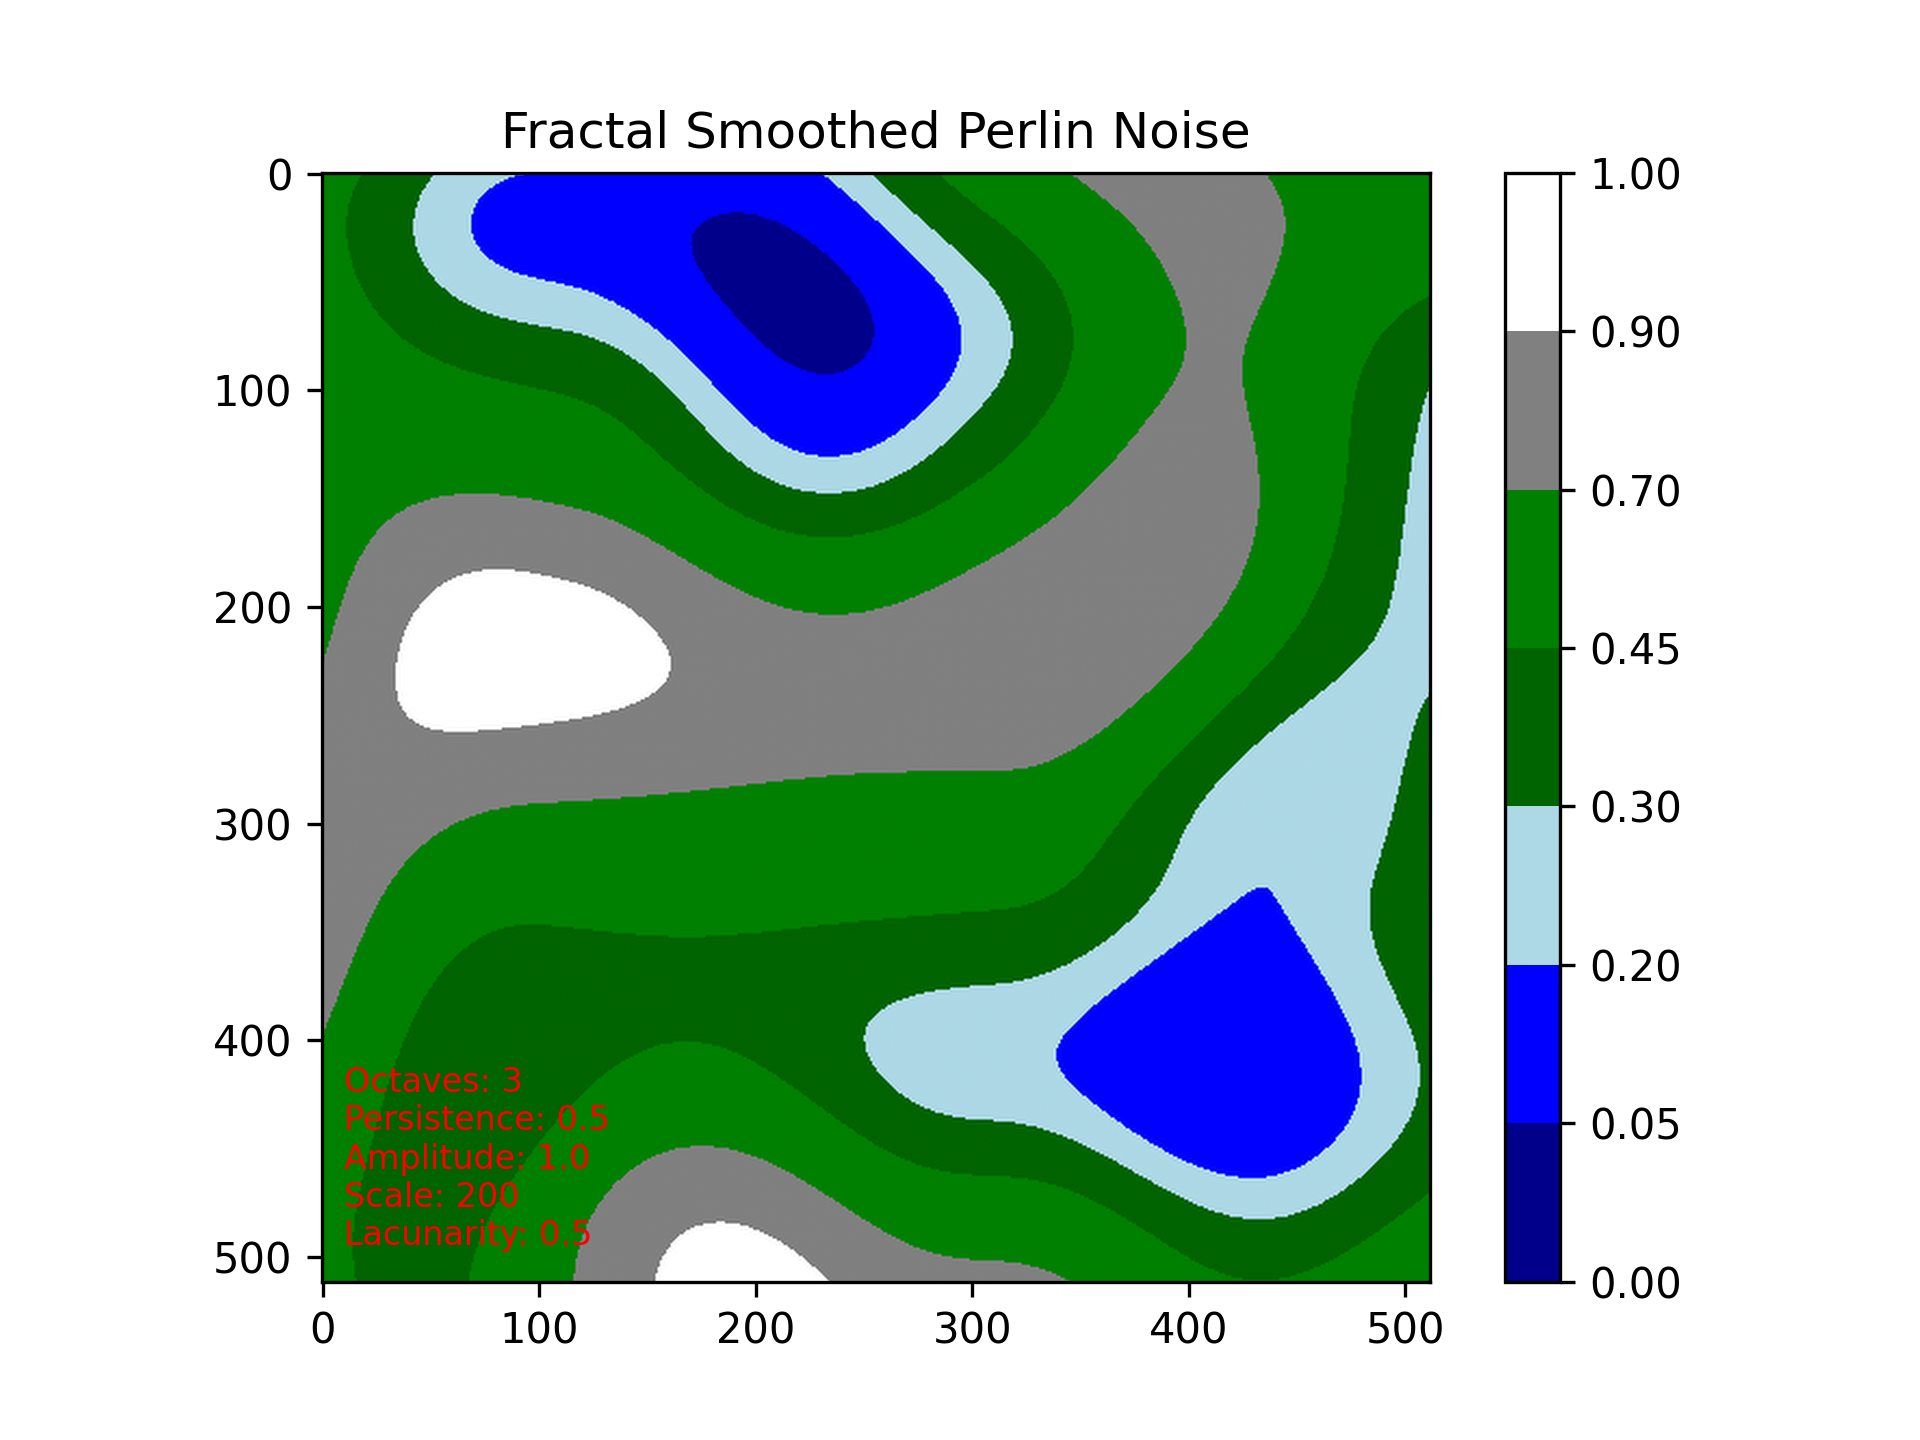 Fractal Smoothed Perlin Noise
0
100
200
300
400
500
Octaves: 3
Persistence: 0.5
Amplitude: 1.0
Scale: 200
Lacunarity: 0.5
0 100 200 300 400 500
1.00
0.90
0.70
0.45
0.30
0.20
0.05
0.00